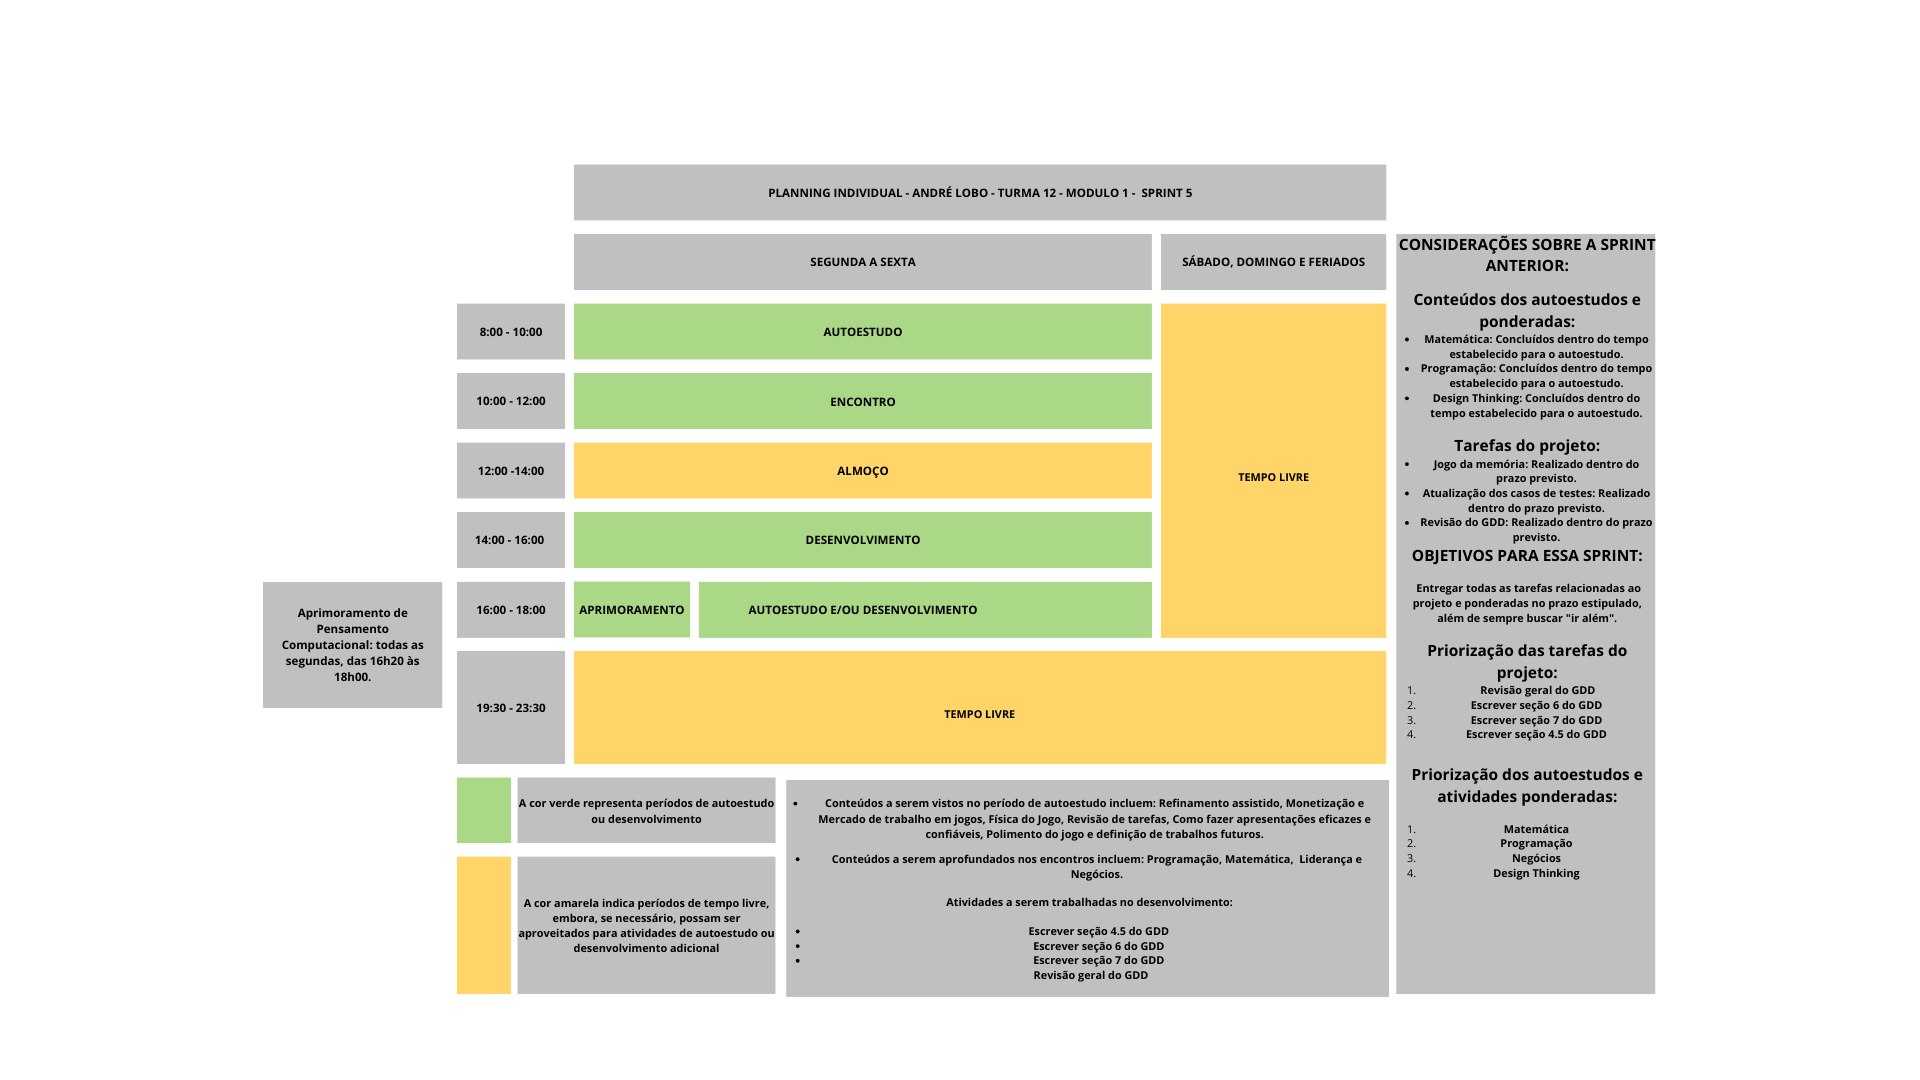 PLANNING INDIVIDUAL - ANDRÉ LOBO - TURMA 12 - MODULO 1 - SPRINT 5
SEGUNDA A SEXTA
SÁBADO, DOMINGO E FERIADOS
8:00 - 10:00
AUTOESTUDO
10:00 - 12:00
ENCONTRO
12:00 -14:00
ALMOÇO
TEMPO LIVRE
14:00 - 16:00
DESENVOLVIMENTO
Aprimoramento de
Pensamento
Computacional: todas as
segundas, das 16h20 às
18h00.
16:00 - 18:00
APRIMORAMENTO
AUTOESTUDO E/OU DESENVOLVIMENTO
19:30 - 23:30
TEMPO LIVRE
A cor verde representa períodos de autoestudo
ou desenvolvimento
A cor amarela indica períodos de tempo livre,
embora, se necessário, possam ser
aproveitados para atividades de autoestudo ou
desenvolvimento adicional
• Conteúdos a serem vistos no período de autoestudo incluem: Refinamento assistido, Monetização e
Mercado de trabalho em jogos, Física do Jogo, Revisão de tarefas, Como fazer apresentações eficazes e
confiáveis, Polimento do jogo e definição de trabalhos futuros.
• Conteúdos a serem aprofundados nos encontros incluem: Programação, Matemática, Liderança e
Negócios.
Atividades a serem trabalhadas no desenvolvimento:
• Escrever seção 4.5 do GDD
• Escrever seção 6 do GDD
• Escrever seção 7 do GDD
Revisão geral do GDD
CONSIDERAÇÕES SOBRE A SPRINT
ANTERIOR:
Conteúdos dos autoestudos e
ponderadas:
• Matemática: Concluídos dentro do tempo
estabelecido para o autoestudo.
• Programação: Concluídos dentro do tempo
estabelecido para o autoestudo.
• Design Thinking: Concluídos dentro do
tempo estabelecido para o autoestudo.
Tarefas do projeto:
• Jogo da memória: Realizado dentro do
prazo previsto.
• Atualização dos casos de testes: Realizado
dentro do prazo previsto.
• Revisão do GDD: Realizado dentro do prazo
previsto.
OBJETIVOS PARA ESSA SPRINT:
Entregar todas as tarefas relacionadas ao
projeto e ponderadas no prazo estipulado,
além de sempre buscar "ir além".
Priorização das tarefas do
projeto:
1. Revisão geral do GDD
2. Escrever seção 6 do GDD
3. Escrever seção 7 do GDD
4. Escrever seção 4.5 do GDD
Priorização dos autoestudos e
atividades ponderadas:
1. Matemática
2. Programação
3. Negócios
4. Design Thinking